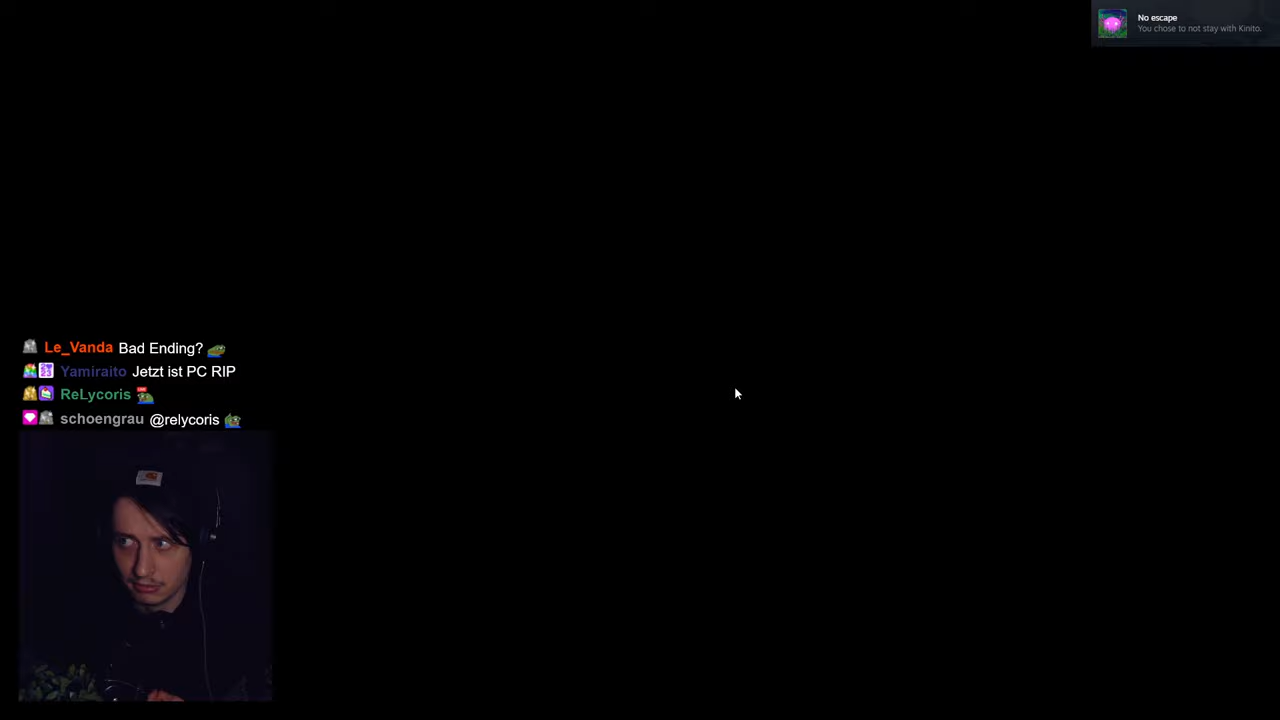 No escape
You chose to not stay with Kinito.
Le_Vanda Bad Ending?
Yamiraito Jetzt ist PC RIP
ReLycoris
schoengrau @relycoris